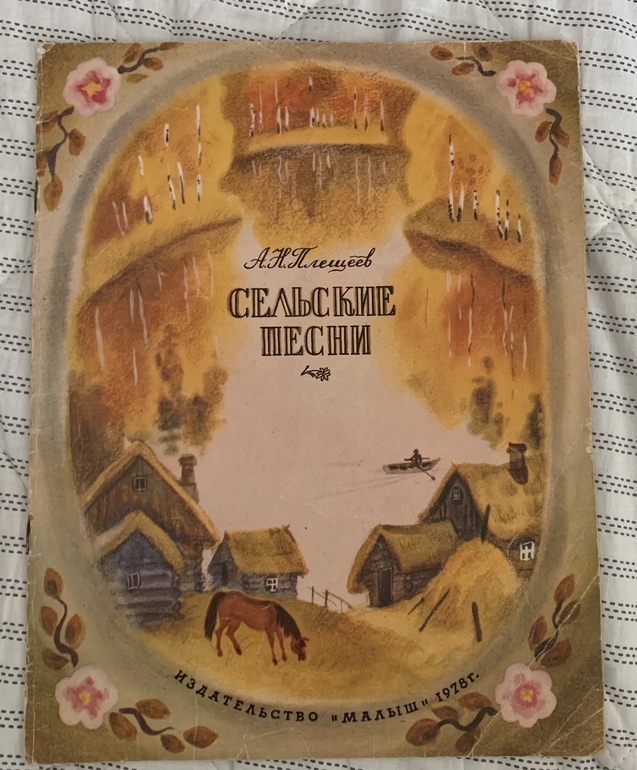 А.Н.Плещеев
СЕЛЬСКИЕ
ПЕСНИ
ИЗДАТЕЛЬСТВО "МАЛЫШ" 1978г.